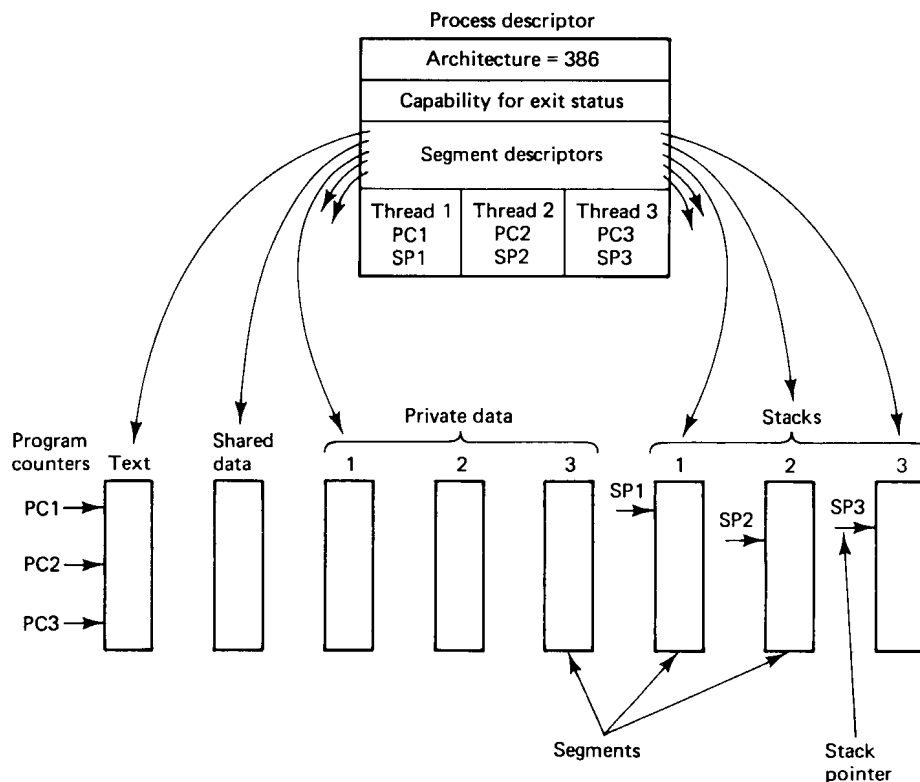 Process descriptor
Architecture = 386
Capability for exit status
Segment descriptors
Thread 1
PC1
SP1
Thread 2
PC2
SP2
Thread 3
PC3
SP3
Program
counters
Text
Shared
data
Private data
1
2
3
Stacks
1
2
3
PC1
PC2
PC3
SP1
SP2
SP3
Segments
Stack
pointer